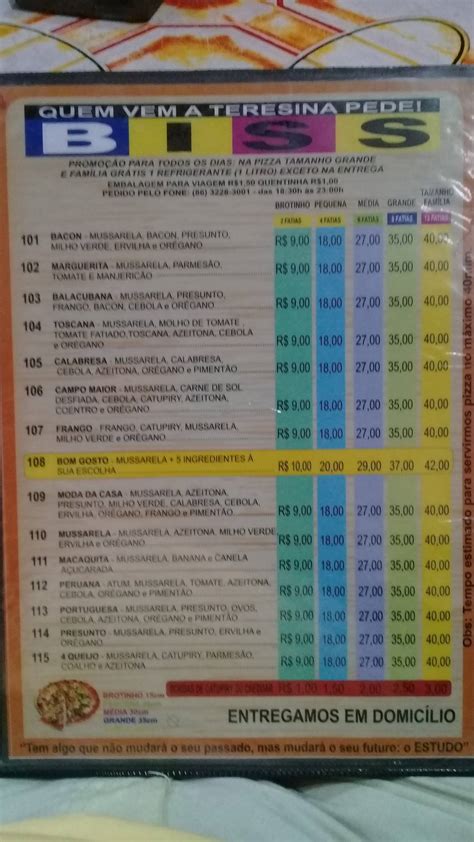 QUEM VEM A TERESINA PEDE!
BISS
PROMOÇÃO PARA TODOS OS DIAS: NA PIZZA TAMANHO GRANDE
E FAMÍLIA GRÁTIS 1 REFRIGERANTE (1 LITRO) EXCETO NA ENTREGA
EMBALAGEM PARA VIAGEM R$1,50 QUENTINHA R$1,00
PEDIDO PELO FONE: (86) 3228-3001 - das 18:30h às 23:00h
BROTINHO PEQUENA MÉDIA GRANDE TAMANHO FAMÍLIA
2 FATIAS 4 FATIAS 6 FATIAS 8 FATIAS 12 FATIAS
101 BACON - MUSSARELA, BACON, PRESUNTO,
MILHO VERDE, ERVILHA e ORÉGANO R$ 9,00 18,00 27,00 35,00 40,00
102 MARGUERITA - MUSSARELA, PARMESÃO,
TOMATE E MANJERICÃO R$ 9,00 18,00 27,00 35,00 40,00
103 BALACUBANA - MUSSARELA, PRESUNTO,
FRANGO, BACON, CEBOLA e ORÉGANO R$ 9,00 18,00 27,00 35,00 40,00
104 TOSCANA - MUSSARELA, MOLHO DE TOMATE ,
TOMATE FATIADO, TOSCANA, AZEITONA, CEBOLA
e ORÉGANO R$ 9,00 18,00 27,00 35,00 40,00
105 CALABRESA - MUSSARELA, CALABRESA,
CEBOLA, AZEITONA, ORÉGANO e PIMENTÃO R$ 9,00 18,00 27,00 35,00 40,00
106 CAMPO MAIOR - MUSSARELA, CARNE DE SOL
DESFIADA, CEBOLA, CATUPIRY, AZEITONA,
COENTRO e ORÉGANO R$ 9,00 18,00 27,00 35,00 40,00
107 FRANGO - FRANGO, CATUPIRY, MUSSARELA,
MILHO VERDE e ORÉGANO R$ 9,00 18,00 27,00 35,00 40,00
108 BOM GOSTO - MUSSARELA + 5 INGREDIENTES À
SUA ESCOLHA R$ 10,00 20,00 29,00 37,00 42,00
109 MODA DA CASA - MUSSARELA, AZEITONA,
PRESUNTO, MILHO VERDE, CALABRESA, CEBOLA,
ERVILHA, ORÉGANO, FRANGO e PIMENTÃO. R$ 9,00 18,00 27,00 35,00 40,00
110 MUSSARELA - MUSSARELA, AZEITONA, MILHO VERDE,
ERVILHA e ORÉGANO R$ 9,00 18,00 27,00 35,00 40,00
111 MACAQUITA - MUSSARELA, BANANA e CANELA
AÇUCARADA R$ 9,00 18,00 27,00 35,00 40,00
112 PERUANA - ATUM, MUSSARELA, TOMATE, AZEITONA,
CEBOLA, ORÉGANO e PIMENTÃO R$ 9,00 18,00 27,00 35,00 40,00
113 PORTUGUESA - MUSSARELA, PRESUNTO, OVOS,
CEBOLA, AZEITONA, ORÉGANO e PIMENTÃO R$ 9,00 18,00 27,00 35,00 40,00
114 PRESUNTO - MUSSARELA, PRESUNTO, ERVILHA e
ORÉGANO R$ 9,00 18,00 27,00 35,00 40,00
115 4 QUEIJO - MUSSARELA, CATUPIRY, PARMESÃO,
COALHO e AZEITONA R$ 9,00 18,00 27,00 35,00 40,00
BORDAS DE CATUPIRY OU CHEDDAR R$ 1,00 1,50 2,00 2,50 3,00
BROTINHO 15cm
MÉDIA 30cm
GRANDE 35cm
ENTREGAMOS EM DOMICÍLIO
"Tem algo que não mudará o seu passado, mas mudará o seu futuro: o ESTUDO"
Obs: Tempo estimado para servirmos pizza no máximo 40min